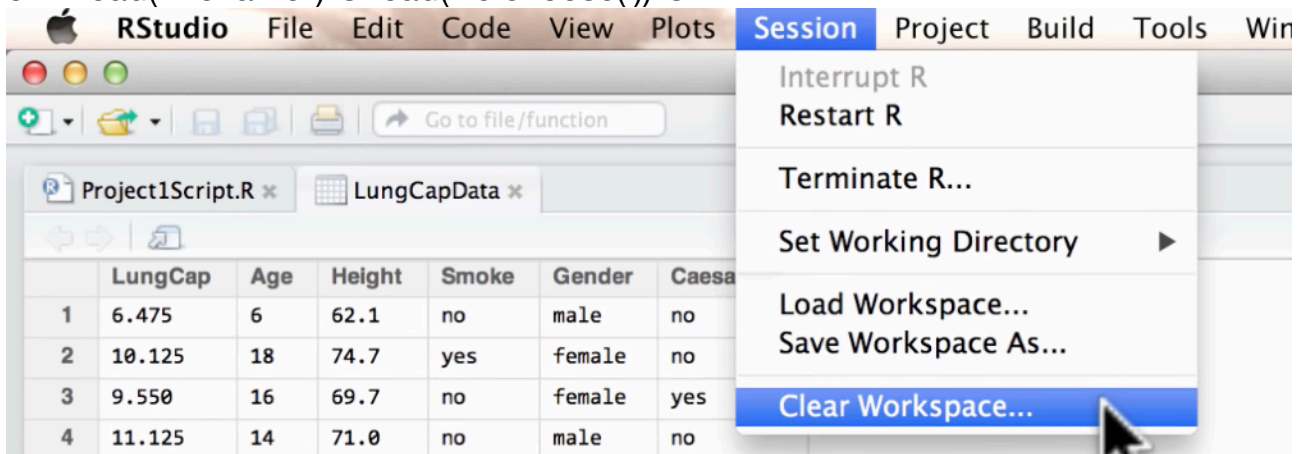 RStudio File Edit Code View Plots Session Project Build Tools
Interrupt R
Restart R
Go to file/function
Terminate R...
Project1Script.R LungCapData
Set Working Directory
LungCap Age Height Smoke Gender
1 6.475 6 62.1 no male no
Load Workspace...
2 10.125 18 74.7 yes female no
Save Workspace As...
3 9.550 16 69.7 no female yes
Clear Workspace...
4 11.125 14 71.0 no male no